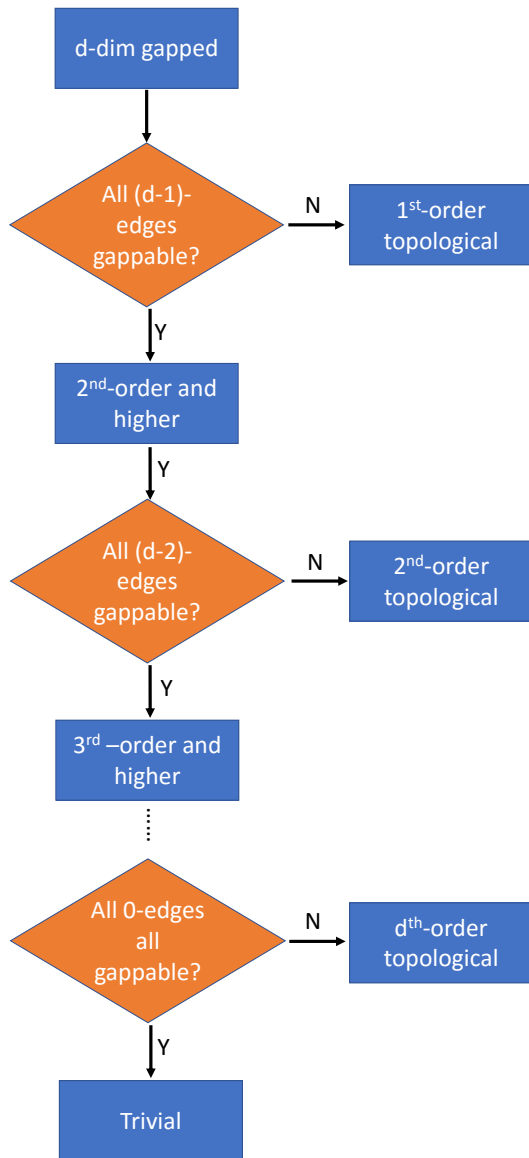 d-dim gapped
All (d-1)-
edges
gappable?
N
1st-order
topological
Y
2nd-order and
higher
Y
All (d-2)-
edges
gappable?
N
2nd-order
topological
Y
3rd –order and
higher
All 0-edges
all
gappable?
N
dth-order
topological
Y
Trivial